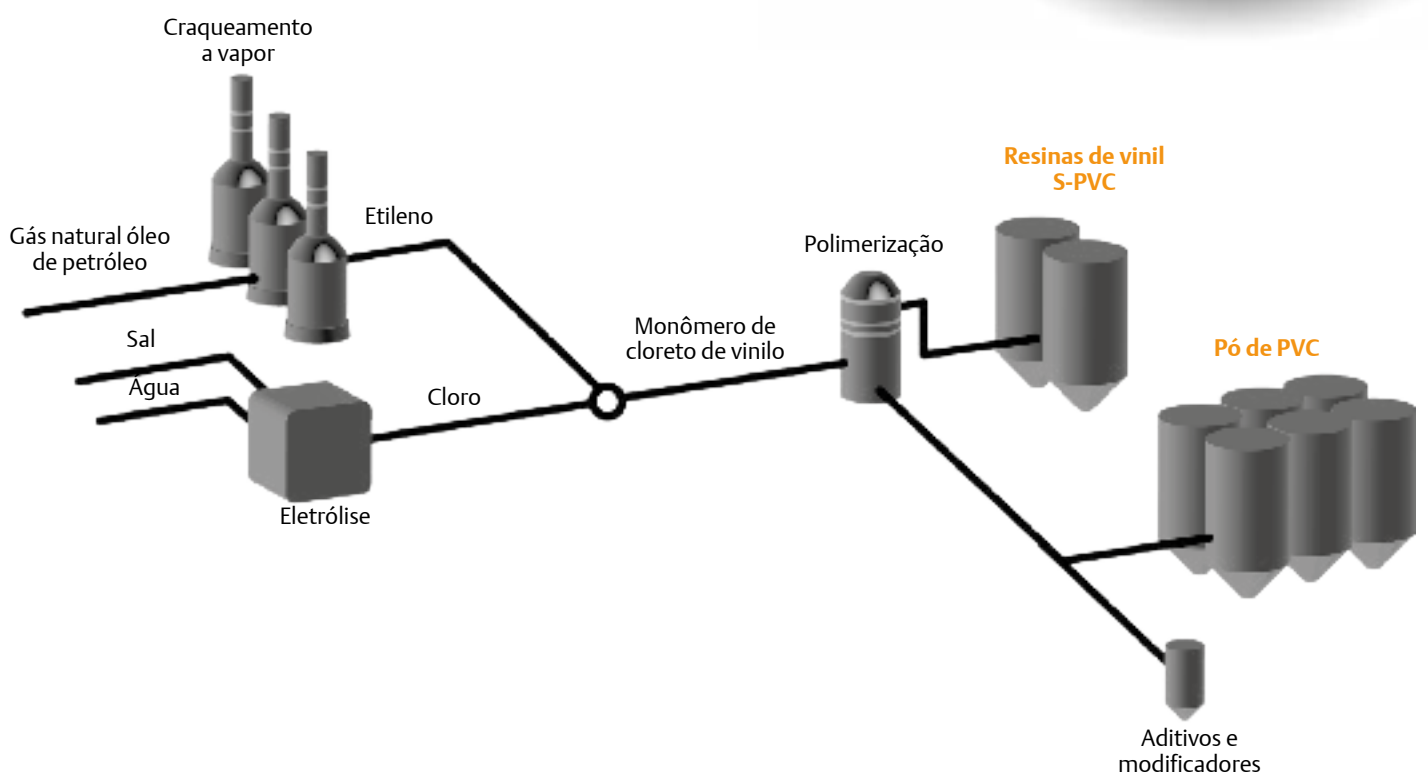 Craqueamento
a vapor
Resinas de vinil
S-PVC
Etileno
Gás natural óleo
de petróleo
Polimerização
Sal
Monômero de
cloreto de vinilo
Pó de PVC
Água
Cloro
Eletrólise
Aditivos e
modificadores